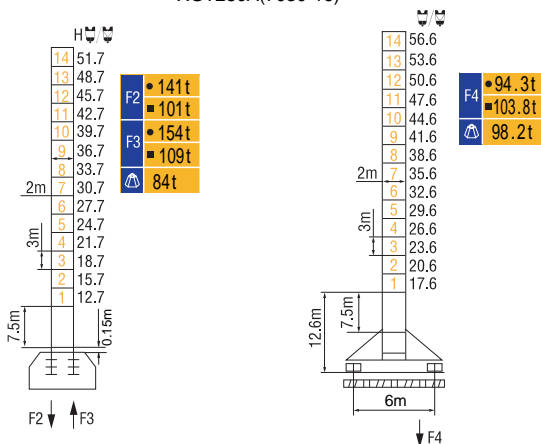 H
14 51.7
13 48.7
12 45.7
11 42.7
10 39.7
9 36.7
8 33.7
7 30.7
6 27.7
5 24.7
4 21.7
3 18.7
2 15.7
1 12.7
2m
3m
7.5m
0.15m
F2 F3
F2 ● 141t
■ 101t
F3 ● 154t
■ 109t
84t
14 56.6
13 53.6
12 50.6
11 47.6
10 44.6
9 41.6
8 38.6
7 35.6
6 32.6
5 29.6
4 26.6
3 23.6
2 20.6
1 17.6
2m
3m
12.6m
7.5m
6m
F4
F4 ●94.3t
■103.8t
98.2t